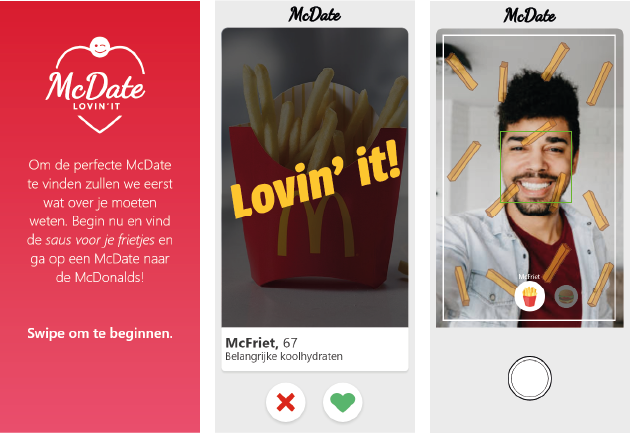 McDate
LOVIN'IT
Om de perfecte McDate
te vinden zullen we eerst
wat over je moeten
weten. Begin nu en vind
de saus voor je frietjes en
ga op een McDate naar
de McDonalds!
Swipe om te beginnen.
McDate
Lovin' it!
McFriet, 67
Belangrijke koolhydraten
McDate
McFriet